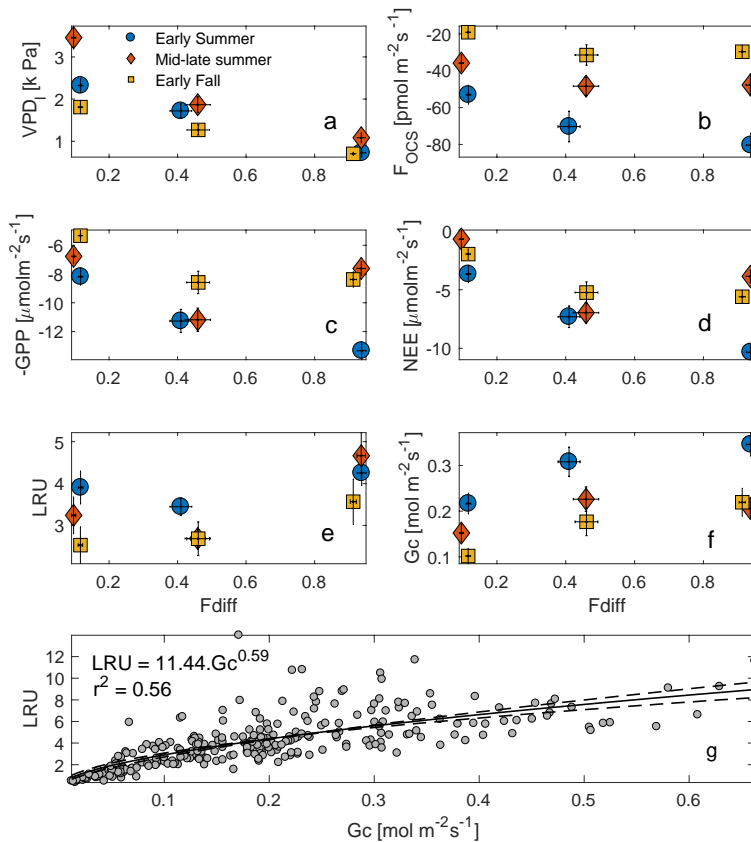 Early Summer
Mid-late summer
Early Fall
3
2
1
VPD_l [k Pa]
a
0.2 0.4 0.6 0.8
-20
-40
-60
-80
F_OCS [pmol m^-2 s^-1]
b
0.2 0.4 0.6 0.8
-6
-8
-10
-12
-GPP [μmolm^-2s^-1]
c
0.2 0.4 0.6 0.8
0
-5
-10
NEE [μmolm^-2s^-1]
d
0.2 0.4 0.6 0.8
5
4
3
LRU
e
0.2 0.4 0.6 0.8
Fdiff
0.3
0.2
0.1
Gc [mol m^-2 s^-1]
f
0.2 0.4 0.6 0.8
Fdiff
12
10
8
6
4
2
LRU
LRU = 11.44.Gc^0.59
r^2 = 0.56
g
0.1 0.2 0.3 0.4 0.5 0.6
Gc [mol m^-2s^-1]